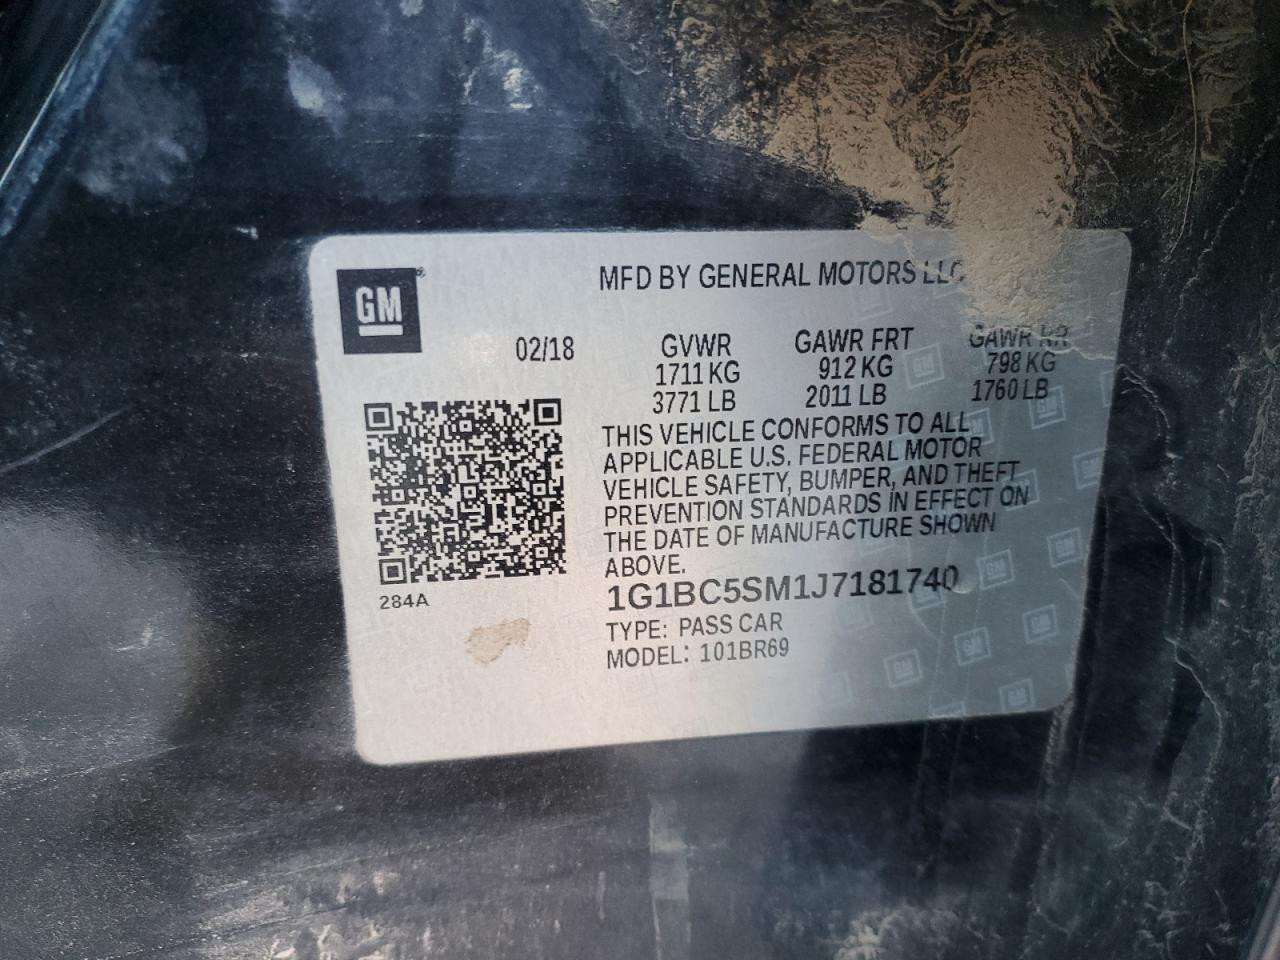 GM
MFD BY GENERAL MOTORS LLC
02/18 GVWR GAWR FRT GAWR RR
1711 KG 912 KG 798 KG
3771 LB 2011 LB 1760 LB
THIS VEHICLE CONFORMS TO ALL
APPLICABLE U.S. FEDERAL MOTOR
VEHICLE SAFETY, BUMPER, AND THEFT
PREVENTION STANDARDS IN EFFECT ON
THE DATE OF MANUFACTURE SHOWN
ABOVE.
284A
1G1BC5SM1J7181740
TYPE: PASS CAR
MODEL: 101BR69